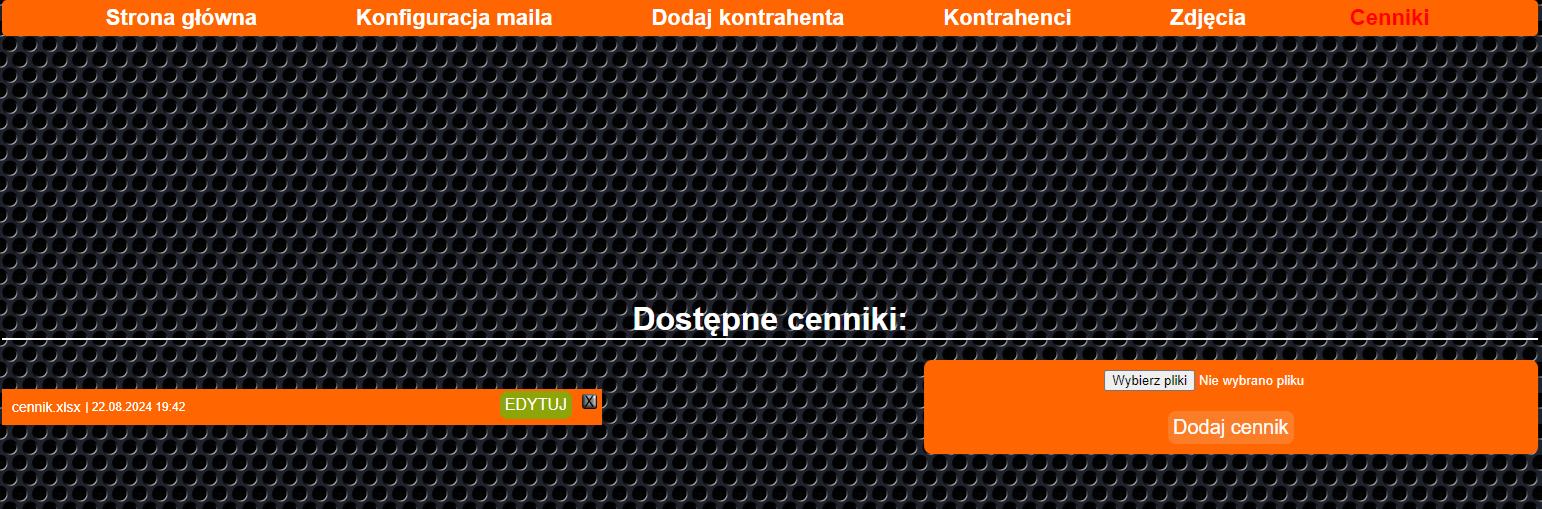 Strona główna Konfiguracja maila Dodaj kontrahenta Kontrahenci Zdjęcia Cenniki
Dostępne cenniki:
cennik.xlsx | 22.08.2024 19:42 EDYTUJ X
Wybierz pliki Nie wybrano pliku
Dodaj cennik